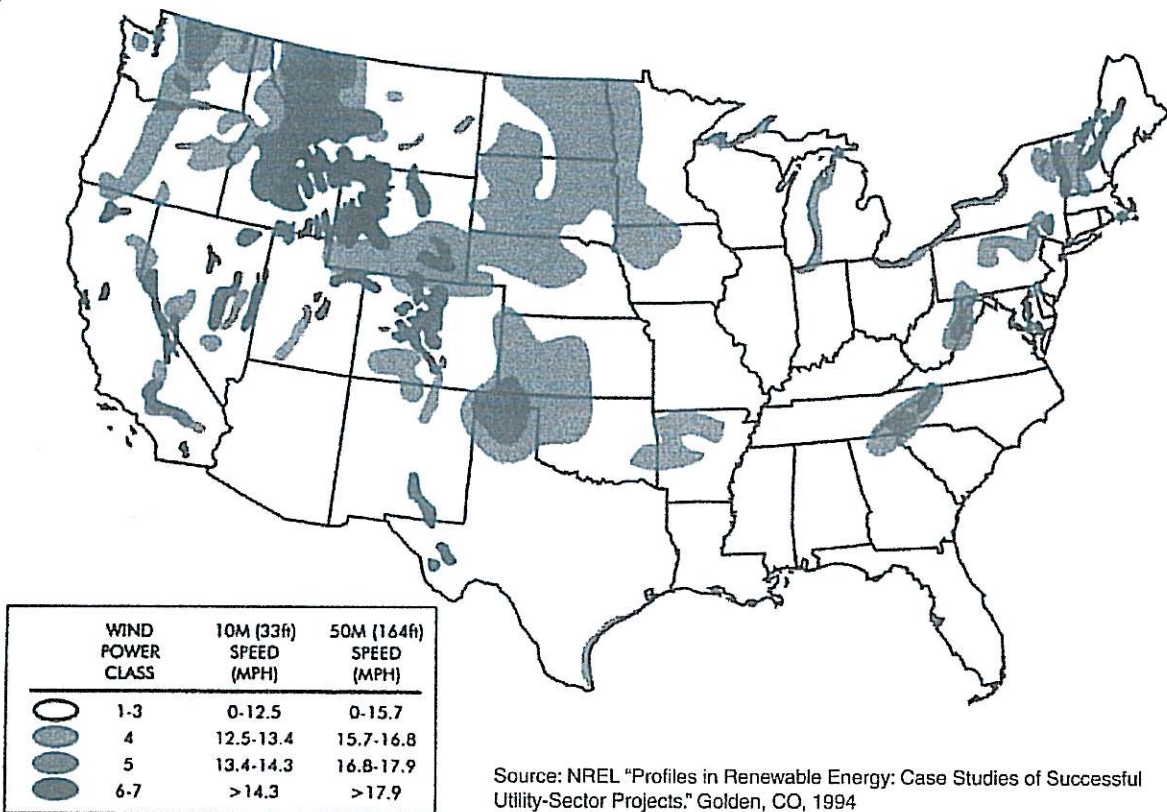 WIND POWER CLASS 10M (33ft) SPEED (MPH) 50M (164ft) SPEED (MPH)
1-3 0-12.5 0-15.7
4 12.5-13.4 15.7-16.8
5 13.4-14.3 16.8-17.9
6-7 >14.3 >17.9
Source: NREL "Profiles in Renewable Energy: Case Studies of Successful
Utility-Sector Projects." Golden, CO, 1994